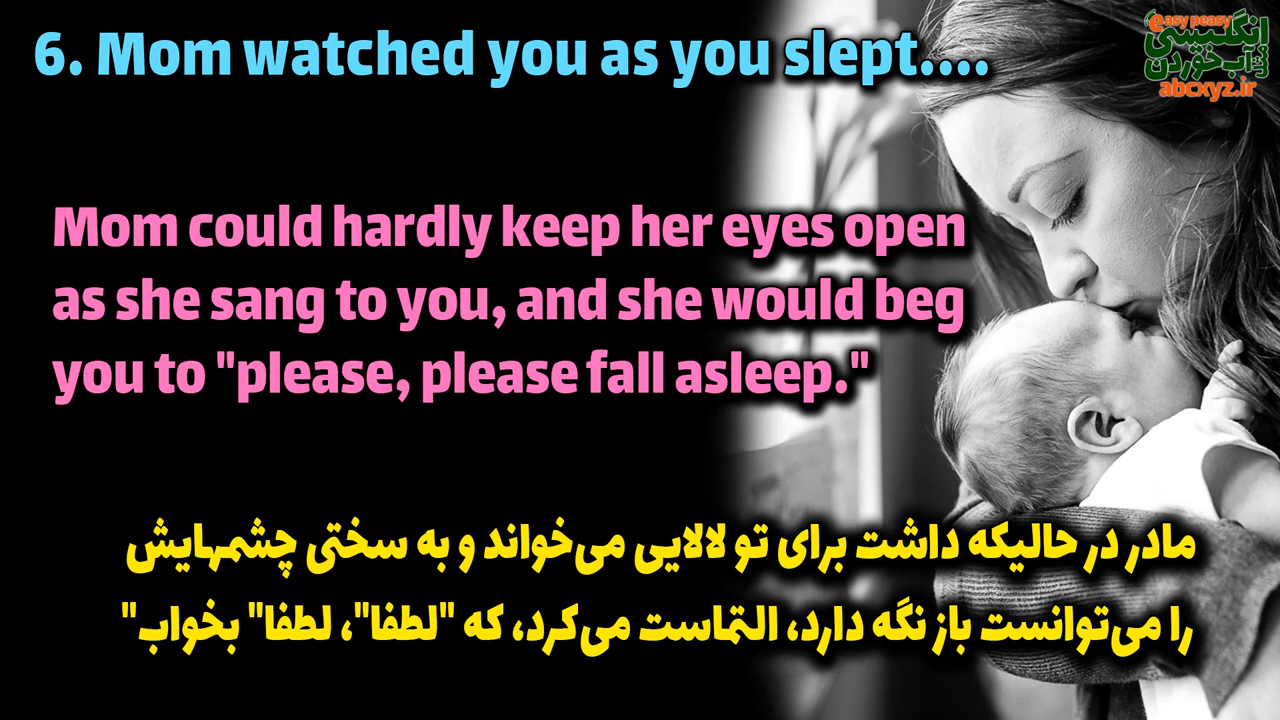 6. Mom watched you as you slept....
easy peasy
انگلیسی
آب خوردن
abcxyz.ir
Mom could hardly keep her eyes open
as she sang to you, and she would beg
you to "please, please fall asleep."
مادر در حالیکه داشت برای تو لالایی می‌خواند و به سختی چشمهایش
را می‌توانست باز نگه دارد، التماست می‌کرد، که "لطفا"، لطفا" بخواب"